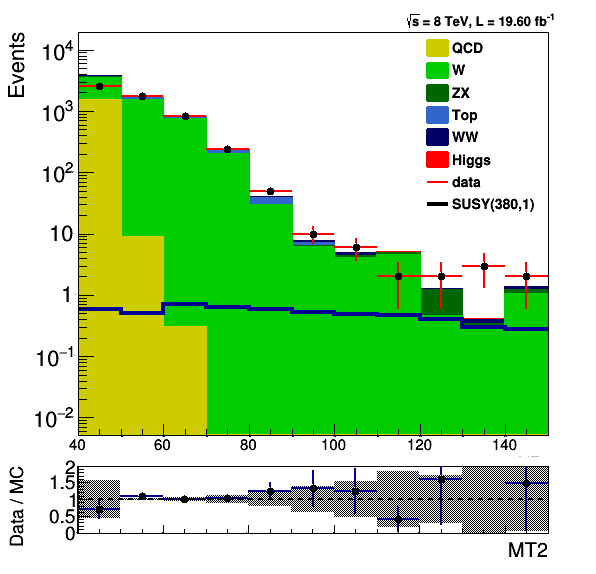 √s = 8 TeV, L = 19.60 fb⁻¹
Events
10⁴
10³
10²
10
1
10⁻¹
10⁻²
QCD
W
ZX
Top
WW
Higgs
data
SUSY(380,1)
40 60 80 100 120 140
Data / MC
2
1.5
1
0.5
0
MT2